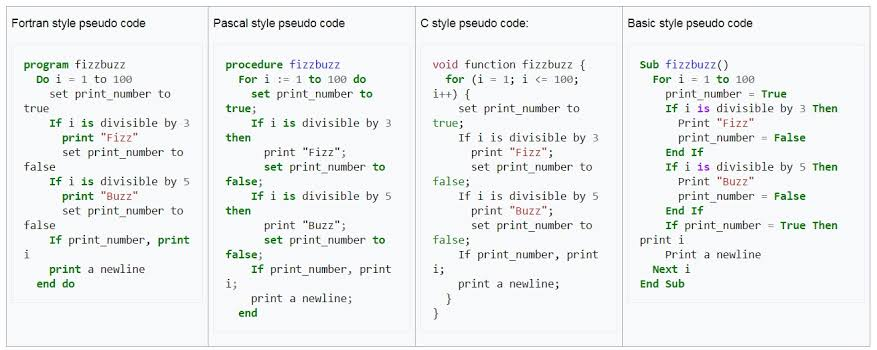 Fortran style pseudo code
program fizzbuzz
Do i = 1 to 100
set print_number to
true
If i is divisible by 3
print "Fizz"
set print_number to
false
If i is divisible by 5
print "Buzz"
set print_number to
false
If print_number, print
i
print a newline
end do
Pascal style pseudo code
procedure fizzbuzz
For i := 1 to 100 do
set print_number to
true;
If i is divisible by 3
then
print "Fizz";
set print_number to
false;
If i is divisible by 5
then
print "Buzz";
set print_number to
false;
If print_number, print
i;
print a newline;
end
C style pseudo code:
void function fizzbuzz {
for (i = 1; i <= 100;
i++) {
set print_number to
true;
If i is divisible by 3
print "Fizz";
set print_number to
false;
If i is divisible by 5
print "Buzz";
set print_number to
false;
If print_number, print
i;
print a newline;
}
}
Basic style pseudo code
Sub fizzbuzz()
For i = 1 to 100
print_number = True
If i is divisible by 3 Then
Print "Fizz"
print_number = False
End If
If i is divisible by 5 Then
Print "Buzz"
print_number = False
End If
If print_number = True Then
print i
Print a newline
Next i
End Sub